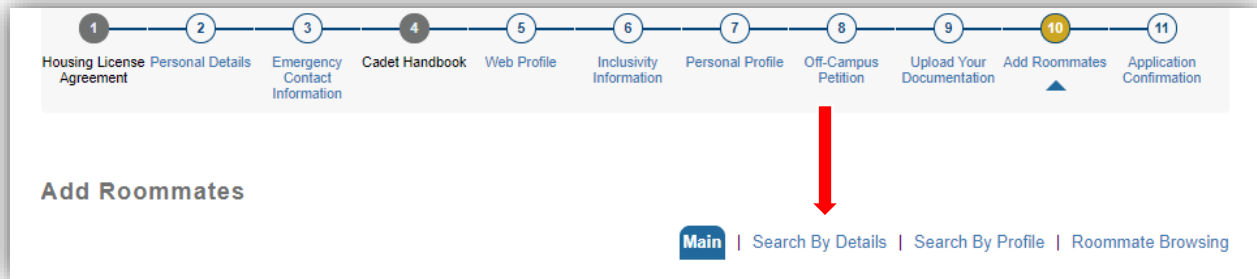 1 2 3 4 5 6 7 8 9 10 11
Housing License Personal Details Emergency Cadet Handbook Web Profile Inclusivity Personal Profile Off-Campus Upload Your Add Roommates Application
Agreement Contact Information Petition Documentation Confirmation
Information
Add Roommates
Main | Search By Details | Search By Profile | Roommate Browsing